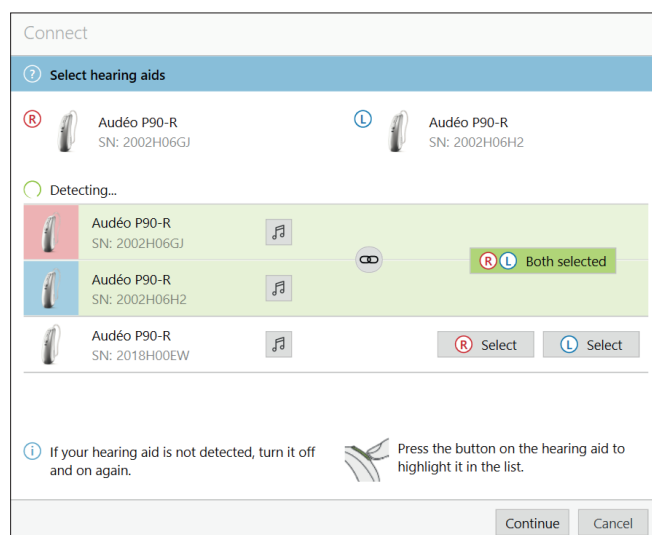 Connect
? Select hearing aids
R Audéo P90-R
SN: 2002H06GJ
L Audéo P90-R
SN: 2002H06H2
Detecting...
Audéo P90-R
SN: 2002H06GJ
R L Both selected
Audéo P90-R
SN: 2002H06H2
Audéo P90-R
SN: 2018H00EW
R Select
L Select
i If your hearing aid is not detected, turn it off
and on again.
Press the button on the hearing aid to
highlight it in the list.
Continue
Cancel